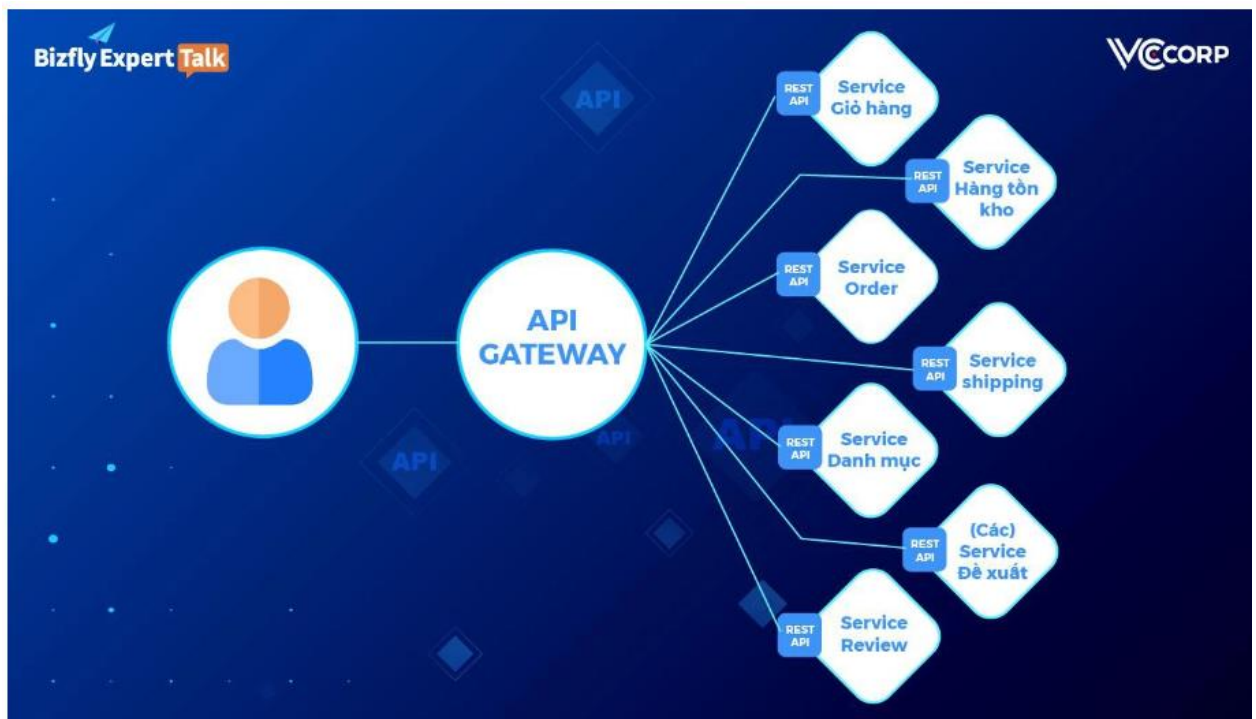 Bizfly Expert Talk
VCCORP
API
REST
API
Service
Giỏ hàng
REST
API
Service
Hàng tồn
kho
REST
API
Service
Order
API
GATEWAY
REST
API
Service
shipping
API
API
API
REST
API
Service
Danh mục
REST
API
(Các)
Service
Đề xuất
REST
API
Service
Review